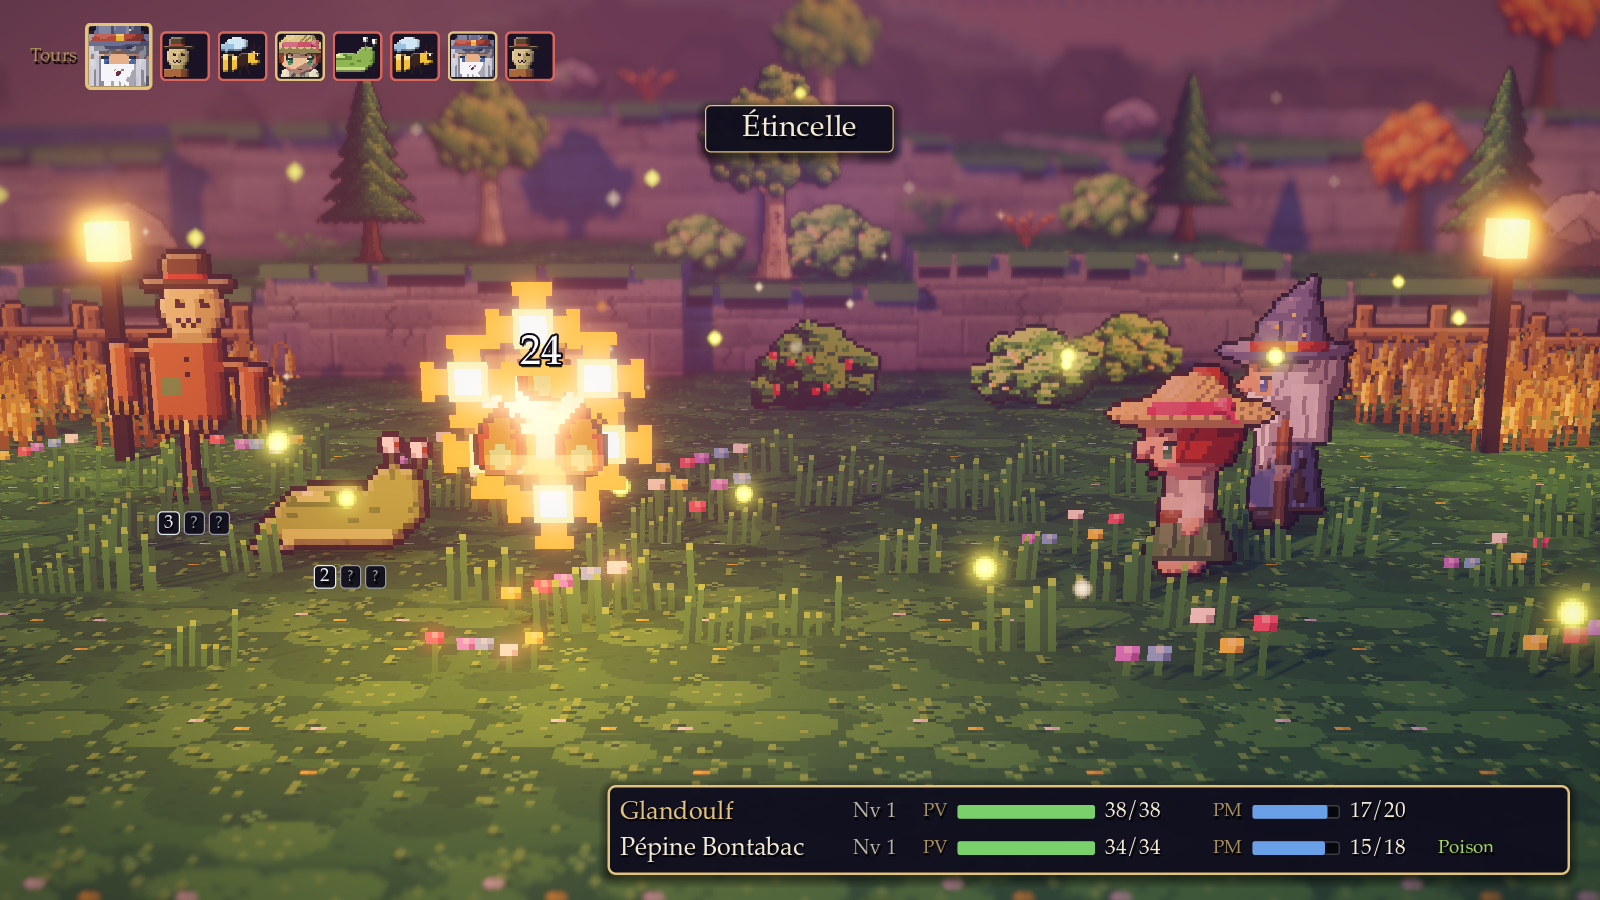 Tours
Étincelle
24
3 ? ?
2 ? ?
Glandoulf Nv 1 PV 38/38 PM 17/20
Pépine Bontabac Nv 1 PV 34/34 PM 15/18 Poison